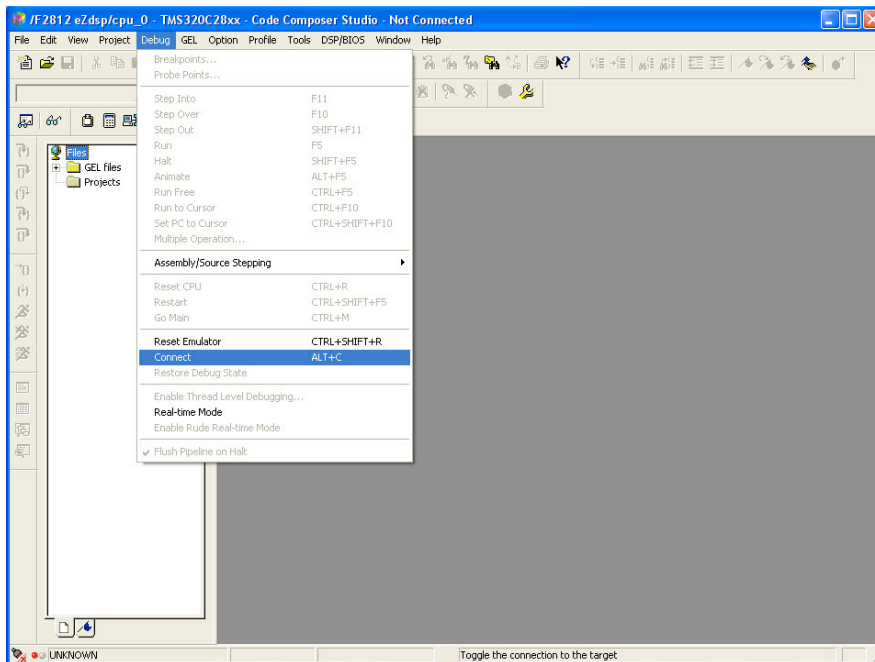 /F2812 eZdsp/cpu_0 - TMS320C28xx - Code Composer Studio - Not Connected
File Edit View Project Debug GEL Option Profile Tools DSP/BIOS Window Help
Breakpoints...
Probe Points...
Step Into F11
Step Over F10
Step Out SHIFT+F11
Run F5
Halt SHIFT+F5
Animate ALT+F5
Run Free CTRL+F5
Run to Cursor CTRL+F10
Set PC to Cursor CTRL+SHIFT+F10
Multiple Operation...
Assembly/Source Stepping
Reset CPU CTRL+R
Restart CTRL+SHIFT+F5
Go Main CTRL+M
Reset Emulator CTRL+SHIFT+R
Connect ALT+C
Restore Debug State
Enable Thread Level Debugging...
Real-time Mode
Enable Rude Real-time Mode
Flush Pipeline on Halt
Files
GEL files
Projects
UNKNOWN
Toggle the connection to the target